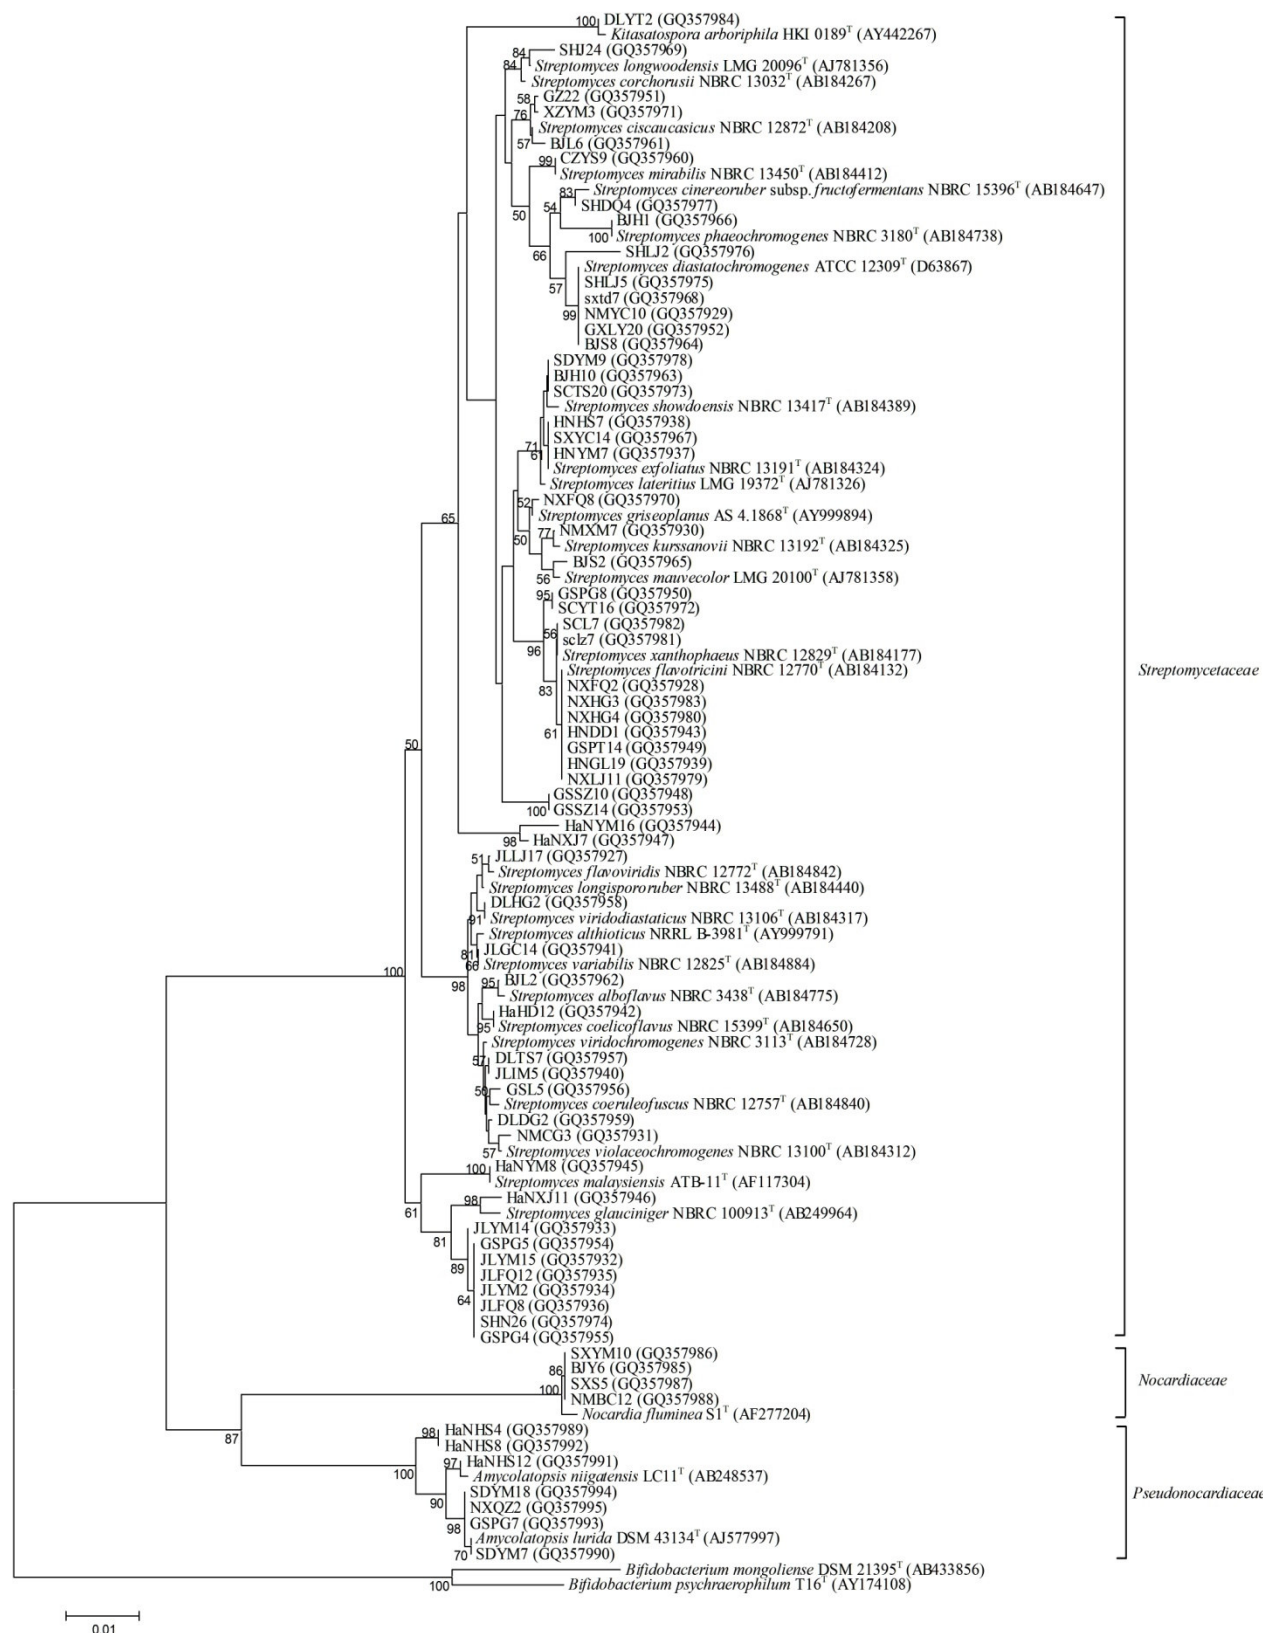 DLYT2 (GQ357984)
Kitasatospora arboriphila HKI 0189T (AY442267)
SHJ24 (GQ357969)
Streptomyces longwoodensis LMG 20096T (AJ781356)
Streptomyces corchorusii NBRC 13032T (AB184267)
GZ22 (GQ357951)
XZYM3 (GQ357971)
Streptomyces ciscaucasicus NBRC 12872T (AB184208)
BJL6 (GQ357961)
CZYS9 (GQ357960)
Streptomyces mirabilis NBRC 13450T (AB184412)
Streptomyces cinereoruber subsp. fructofermentans NBRC 15396T (AB184647)
SHDQ4 (GQ357977)
BJH1 (GQ357966)
Streptomyces phaeochromogenes NBRC 3180T (AB184738)
SHLJ2 (GQ357976)
Streptomyces diastatochromogenes ATCC 12309T (D63867)
SHLJ5 (GQ357975)
sxtd7 (GQ357968)
NMYC10 (GQ357929)
GXLY20 (GQ357952)
BJS8 (GQ357964)
SDYM9 (GQ357978)
BJH10 (GQ357963)
SCTS20 (GQ357973)
Streptomyces showdoensis NBRC 13417T (AB184389)
HNHS7 (GQ357938)
SXYC14 (GQ357967)
HNYM7 (GQ357937)
Streptomyces exfoliatus NBRC 13191T (AB184324)
Streptomyces lateritius LMG 19372T (AJ781326)
NXFQ8 (GQ357970)
Streptomyces griseoplanus AS 4.1868T (AY999894)
NMXM7 (GQ357930)
Streptomyces kurssanovii NBRC 13192T (AB184325)
BJS2 (GQ357965)
Streptomyces mauvecolor LMG 20100T (AJ781358)
GSPG8 (GQ357950)
SCYT16 (GQ357972)
SCL7 (GQ357982)
sclz7 (GQ357981)
Streptomyces xanthophaeus NBRC 12829T (AB184177)
Streptomyces flavotricini NBRC 12770T (AB184132)
Streptomycetaceae
NXFQ2 (GQ357928)
NXHG3 (GQ357983)
NXHG4 (GQ357980)
HNDD1 (GQ357943)
GSPT14 (GQ357949)
HNGL19 (GQ357939)
NXLJ11 (GQ357979)
GSSZ10 (GQ357948)
GSSZ14 (GQ357953)
HaNYM16 (GQ357944)
HaNXJ7 (GQ357947)
JLLJ17 (GQ357927)
Streptomyces flavoviridis NBRC 12772T (AB184842)
Streptomyces longispororuber NBRC 13488T (AB184440)
DLHG2 (GQ357958)
Streptomyces viridodiastaticus NBRC 13106T (AB184317)
Streptomyces althioticus NRRL B-3981T (AY999791)
JLGC14 (GQ357941)
Streptomyces variabilis NBRC 12825T (AB184884)
BJL2 (GQ357962)
Streptomyces alboflavus NBRC 3438T (AB184775)
HaHD12 (GQ357942)
Streptomyces coelicoflavus NBRC 15399T (AB184650)
Streptomyces viridochromogenes NBRC 3113T (AB184728)
DLTS7 (GQ357957)
JLIM5 (GQ357940)
GSL5 (GQ357956)
Streptomyces coeruleofuscus NBRC 12757T (AB184840)
DLDG2 (GQ357959)
NMCG3 (GQ357931)
Streptomyces violaceochromogenes NBRC 13100T (AB184312)
HaNYM8 (GQ357945)
Streptomyces malaysiensis ATB-11T (AF117304)
HaNXJ11 (GQ357946)
Streptomyces glauciniger NBRC 100913T (AB249964)
JLYM14 (GQ357933)
GSPG5 (GQ357954)
JLYM15 (GQ357932)
JLFQ12 (GQ357935)
JLYM2 (GQ357934)
JLFQ8 (GQ357936)
SHN26 (GQ357974)
GSPG4 (GQ357955)
SXYM10 (GQ357986)
BJY6 (GQ357985)
SXS5 (GQ357987)
Nocardiaceae
NMBC12 (GQ357988)
Nocardia fluminea S1T (AF277204)
HaNHS4 (GQ357989)
HaNHS8 (GQ357992)
HaNHS12 (GQ357991)
Amycolatopsis niigatensis LC11T (AB248537)
SDYM18 (GQ357994)
Pseudonocardiaceae
NXQZ2 (GQ357995)
GSPG7 (GQ357993)
Amycolatopsis lurida DSM 43134T (AJ577997)
SDYM7 (GQ357990)
Bifidobacterium mongoliense DSM 21395T (AB433856)
Bifidobacterium psychraerophilum T16T (AY174108)
100
84
84
58
76
57
99
83
54
50
100
66
57
99
71
61
52
77
50
56
95
56
96
83
61
65
100
98
50
51
91
81
66
98
95
95
57
50
57
100
100
98
61
81
89
64
86
100
87
98
97
100
90
98
70
100
0.01